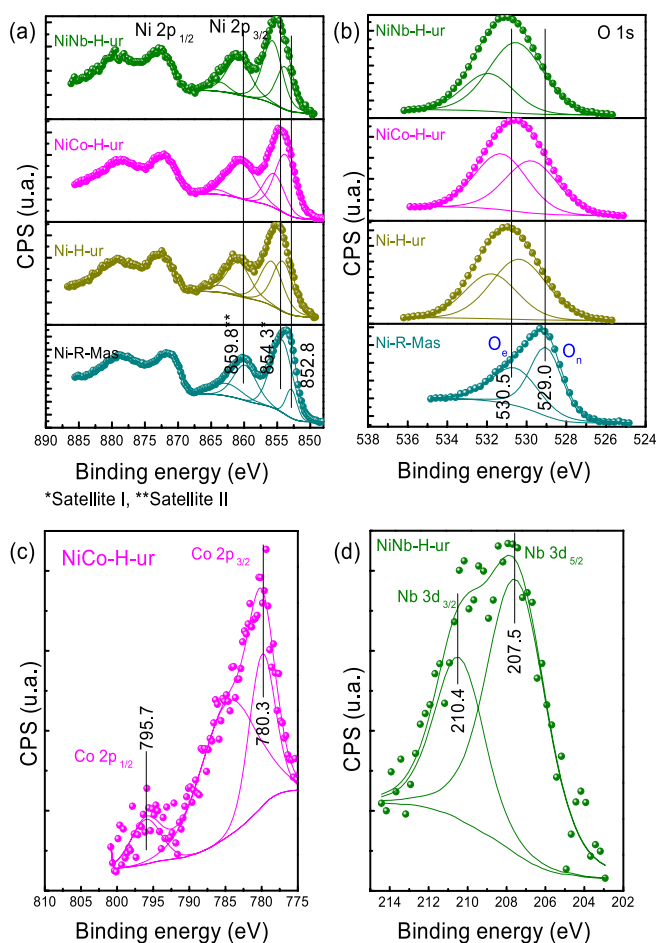 (a) Ni 2p1/2 Ni 2p3/2
NiNb-H-ur
NiCo-H-ur
Ni-H-ur
Ni-R-Mas
859.8**
854.3*
852.8
CPS (u.a.)
890 885 880 875 870 865 860 855 850
Binding energy (eV)
*Satellite I, **Satellite II
(b) O 1s
NiNb-H-ur
NiCo-H-ur
Ni-H-ur
Ni-R-Mas
Oe
On
530.5
529.0
CPS (u.a.)
538 536 534 532 530 528 526 524
Binding energy (eV)
(c) Co 2p3/2
NiCo-H-ur
795.7
780.3
Co 2p1/2
CPS (u.a.)
810 805 800 795 790 785 780 775
Binding energy (eV)
(d) NiNb-H-ur
Nb 3d5/2
Nb 3d3/2
207.5
210.4
CPS (u.a.)
214 212 210 208 206 204 202
Binding energy (eV)